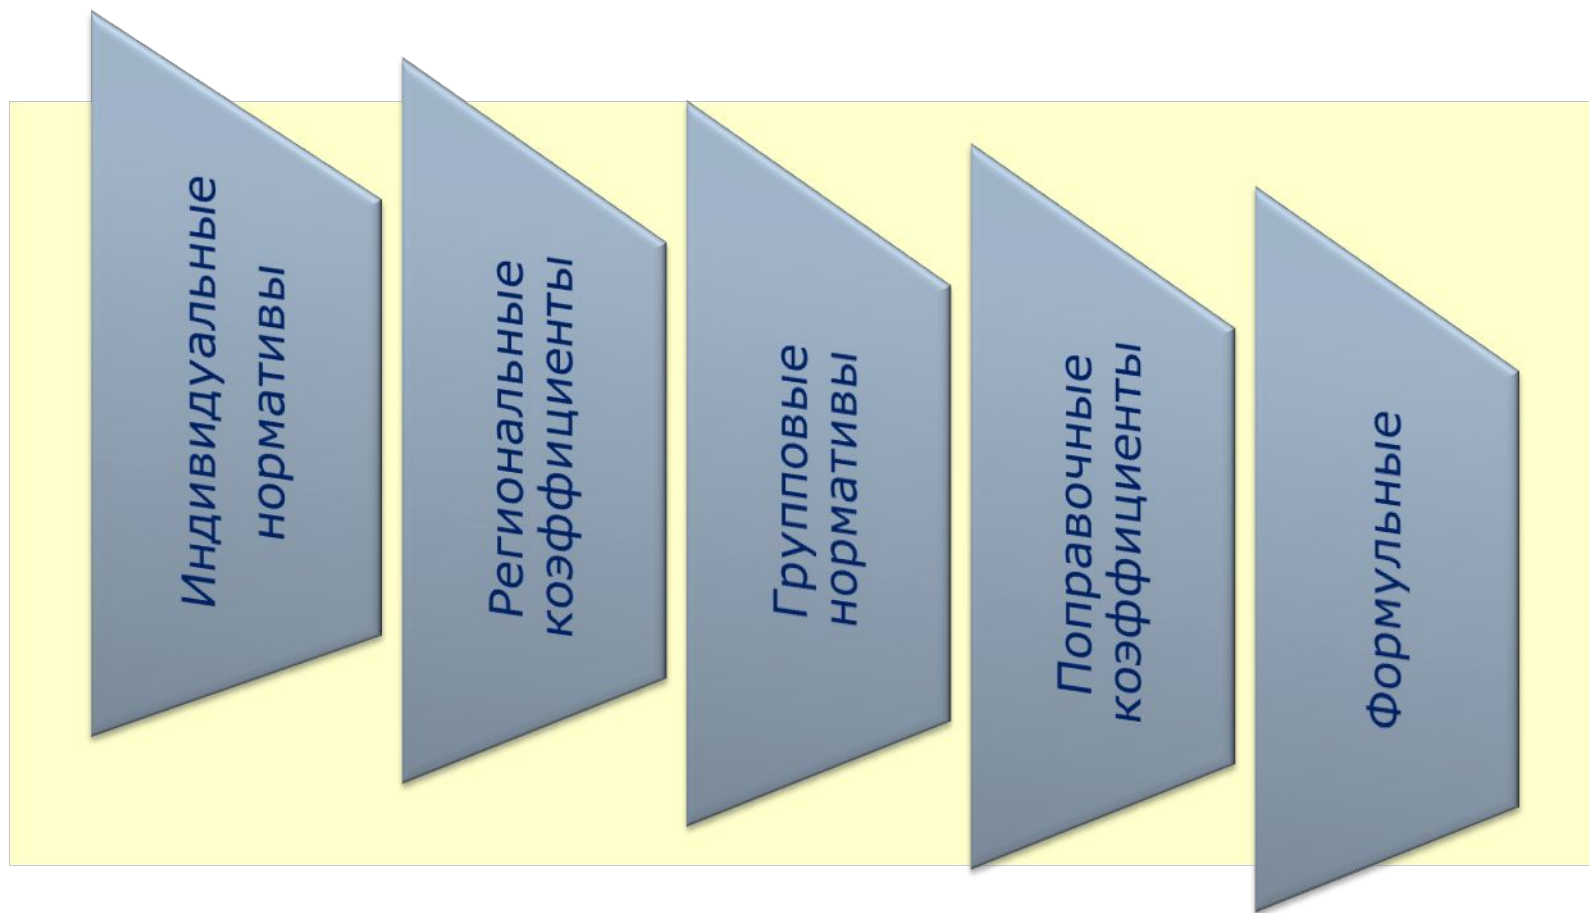 Индивидуальные
нормативы
Региональные
коэффициенты
Групповые
нормативы
Поправочные
коэффициенты
Формульные